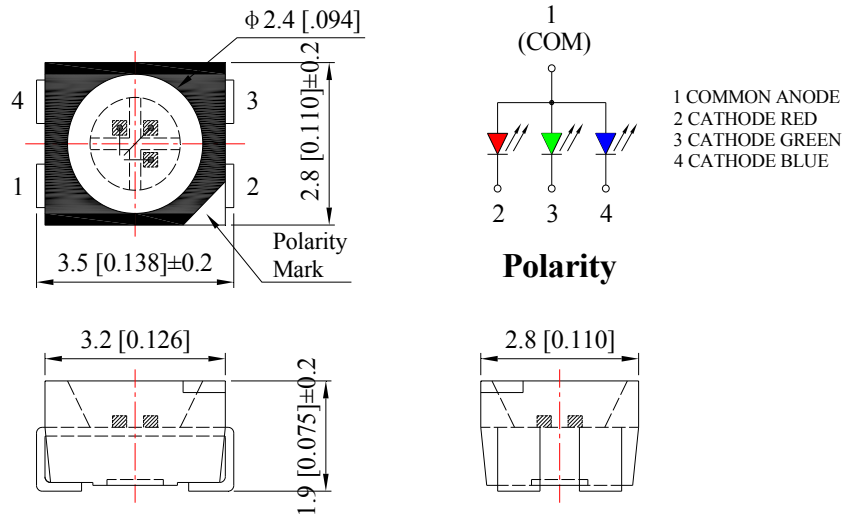 ϕ2.4 [.094]
4
3
1
2
2.8 [0.110]±0.2
3.5 [0.138]±0.2
Polarity
Mark
1
(COM)
2
3
4
Polarity
1 COMMON ANODE
2 CATHODE RED
3 CATHODE GREEN
4 CATHODE BLUE
3.2 [0.126]
1.9 [0.075]±0.2
2.8 [0.110]